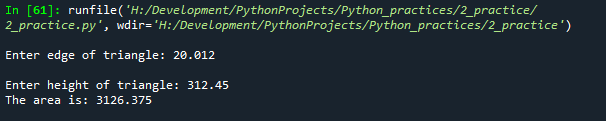 In [61]: runfile('H:/Development/PythonProjects/Python_practices/2_practice/
2_practice.py', wdir='H:/Development/PythonProjects/Python_practices/2_practice')
Enter edge of triangle: 20.012
Enter height of triangle: 312.45
The area is: 3126.375